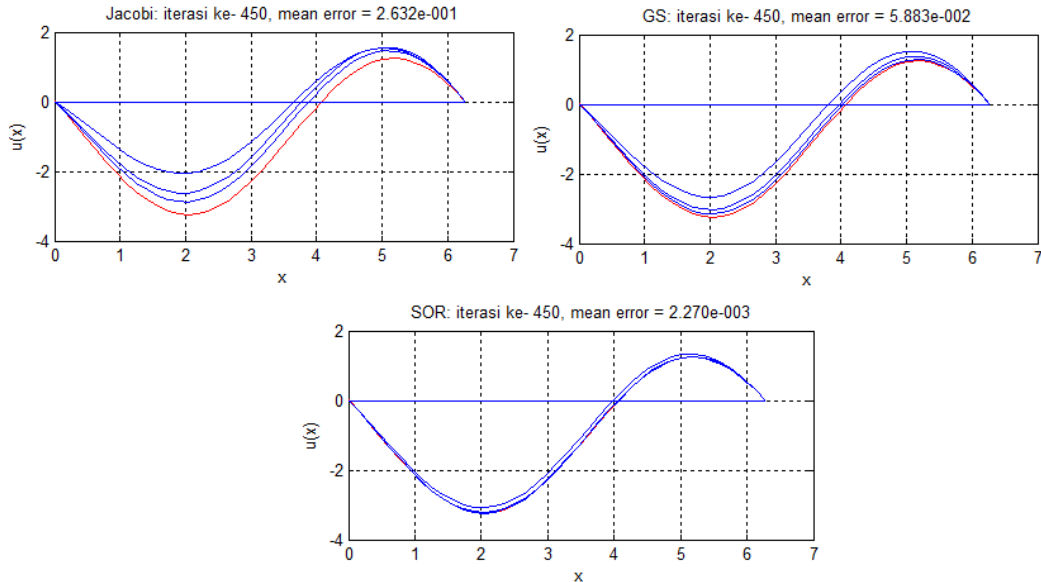 Jacobi: iterasi ke- 450, mean error = 2.632e-001
2
0
-2
-4
u(x)
0 1 2 3 4 5 6 7
x
GS: iterasi ke- 450, mean error = 5.883e-002
2
0
-2
-4
u(x)
0 1 2 3 4 5 6 7
x
SOR: iterasi ke- 450, mean error = 2.270e-003
2
0
-2
-4
u(x)
0 1 2 3 4 5 6 7
x